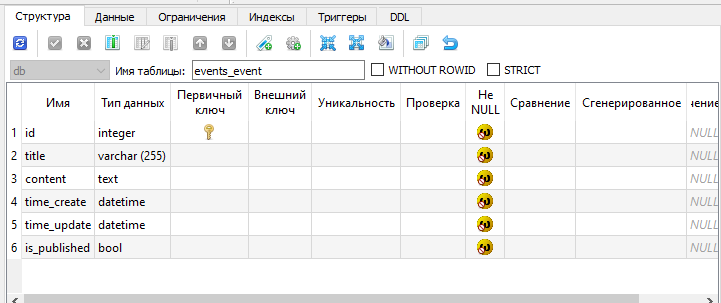 Структура Данные Ограничения Индексы Триггеры DDL
db Имя таблицы: events_event WITHOUT ROWID STRICT
Имя Тип данных Первичный ключ Внешний ключ Уникальность Проверка Не NULL Сравнение Сгенерированное чение
1 id integer NULL
2 title varchar (255) NULL
3 content text NULL
4 time_create datetime NULL
5 time_update datetime NULL
6 is_published bool NULL